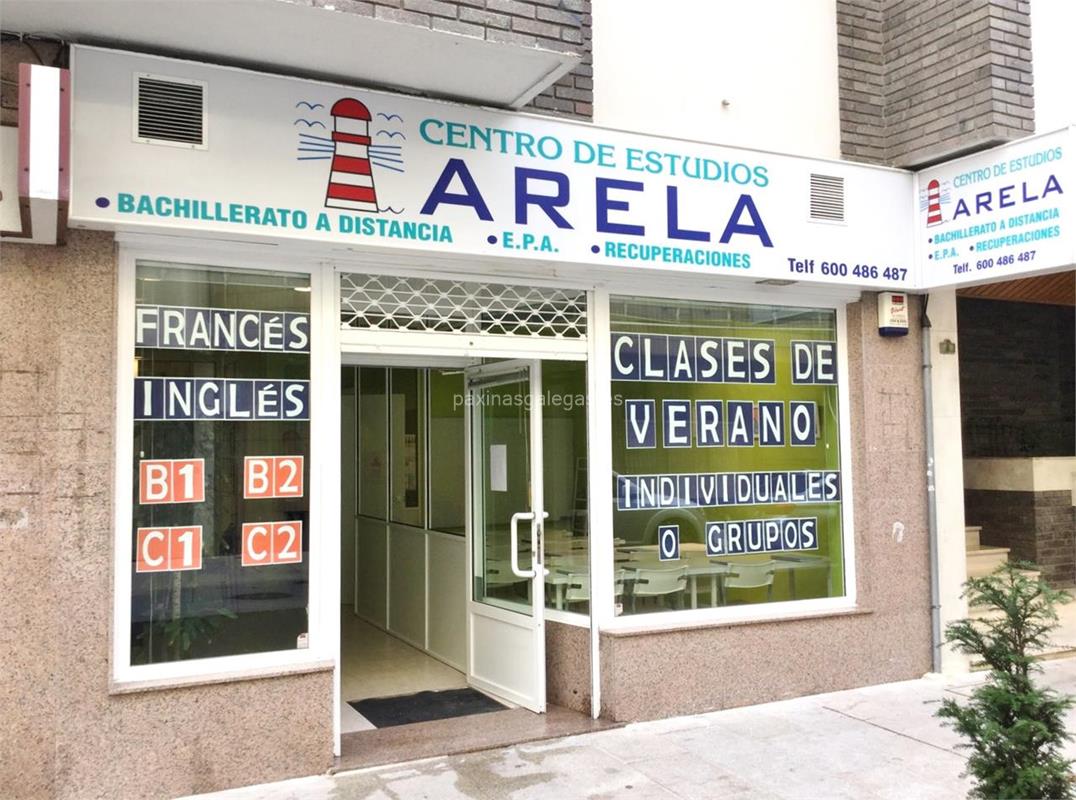 CENTRO DE ESTUDIOS
ARELA
• BACHILLERATO A DISTANCIA
• E.P.A.
• RECUPERACIONES
Telf 600 486 487
CENTRO DE ESTUDIOS
ARELA
• BACHILLERATO A DISTANCIA
• E.P.A. • RECUPERACIONES
Telf. 600 486 487
FRANCÉS
INGLÉS
B1 B2
C1 C2
CLASES DE
VERANO
INDIVIDUALES
O GRUPOS
paxinasgalegas.es